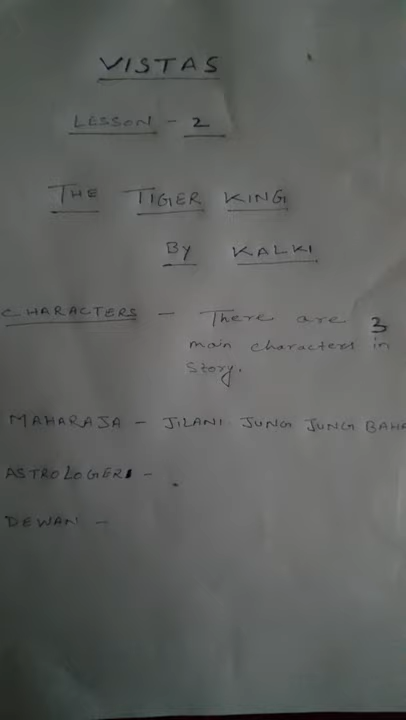 VISTAS
LESSON - 2
THE TIGER KING
By KALKI
CHARACTERS - There are 3
main characters in
story.
MAHARAJA - JILANI JUNG JUNG BAHA
ASTROLOGER -
DEWAN -